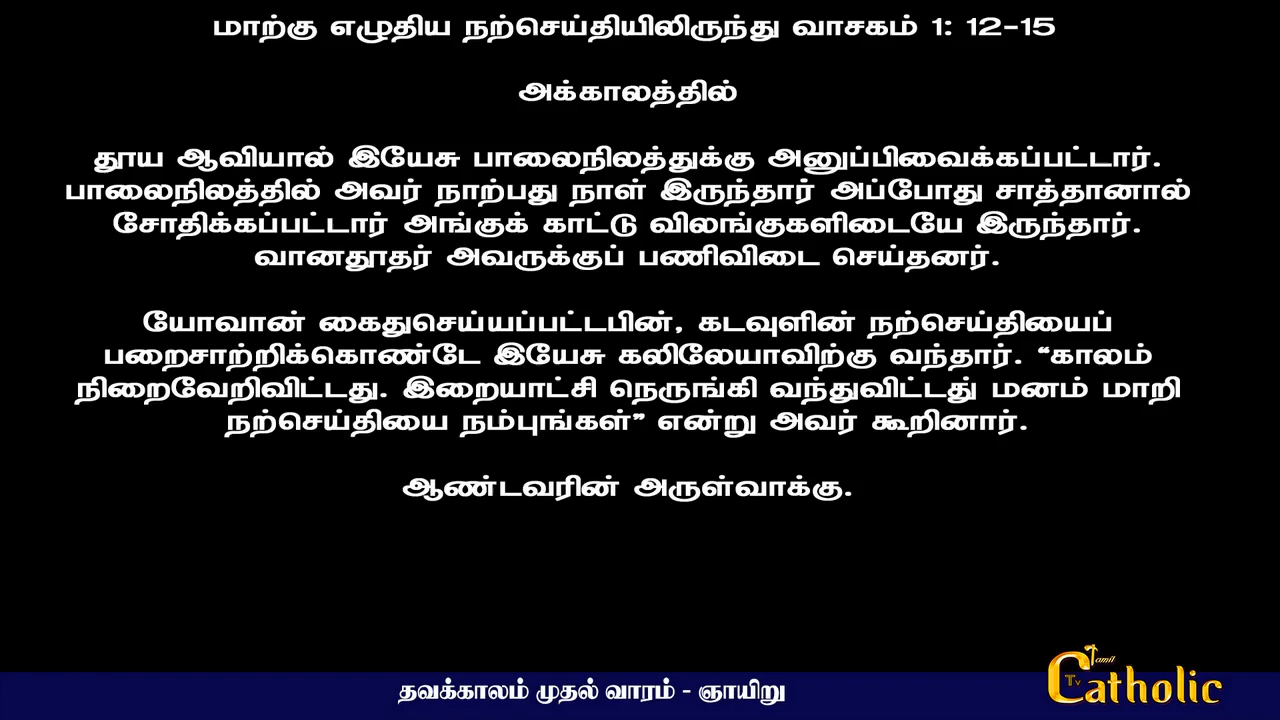 மாற்கு எழுதிய நற்செய்தியிலிருந்து வாசகம் 1: 12-15
அக்காலத்தில்
தூய ஆவியால் இயேசு பாலைநிலத்துக்கு அனுப்பிவைக்கப்பட்டார்.
பாலைநிலத்தில் அவர் நாற்பது நாள் இருந்தார் அப்போது சாத்தானால்
சோதிக்கப்பட்டார் அங்குக் காட்டு விலங்குகளிடையே இருந்தார்.
வானதூதர் அவருக்குப் பணிவிடை செய்தனர்.
யோவான் கைதுசெய்யப்பட்டபின், கடவுளின் நற்செய்தியைப்
பறைசாற்றிக்கொண்டே இயேசு கலிலேயாவிற்கு வந்தார். “காலம்
நிறைவேறிவிட்டது. இறையாட்சி நெருங்கி வந்துவிட்டது் மனம் மாறி
நற்செய்தியை நம்புங்கள்” என்று அவர் கூறினார்.
ஆண்டவரின் அருள்வாக்கு.
தவக்காலம் முதல் வாரம் - ஞாயிறு
Tamil
Catholic
Tv